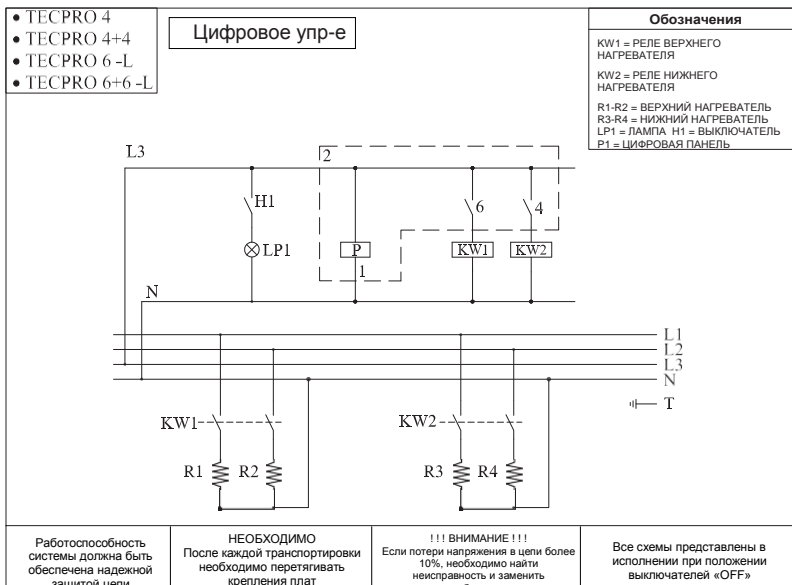 • TECPRO 4
• TECPRO 4+4
• TECPRO 6 -L
• TECPRO 6+6 -L
Цифровое упр-е
Обозначения
KW1 = РЕЛЕ ВЕРХНЕГО
НАГРЕВАТЕЛЯ
KW2 = РЕЛЕ НИЖНЕГО
НАГРЕВАТЕЛЯ
R1-R2 = ВЕРХНИЙ НАГРЕВАТЕЛЬ
R3-R4 = НИЖНИЙ НАГРЕВАТЕЛЬ
LP1 = ЛАМПА H1 = ВЫКЛЮЧАТЕЛЬ
P1 = ЦИФРОВАЯ ПАНЕЛЬ
L3
2
H1
6
4
LP1
P
KW1
KW2
1
N
L1
L2
L3
N
T
KW1
KW2
R1
R2
R3
R4
Работоспособность
системы должна быть
обеспечена надежной
защитой цепи
НЕОБХОДИМО
После каждой транспортировки
необходимо перетягивать
крепления плат
! ! ! ВНИМАНИЕ ! ! !
Если потери напряжения в цепи более
10%, необходимо найти
неисправность и заменить
Все схемы представлены в
исполнении при положении
выключателей «OFF»